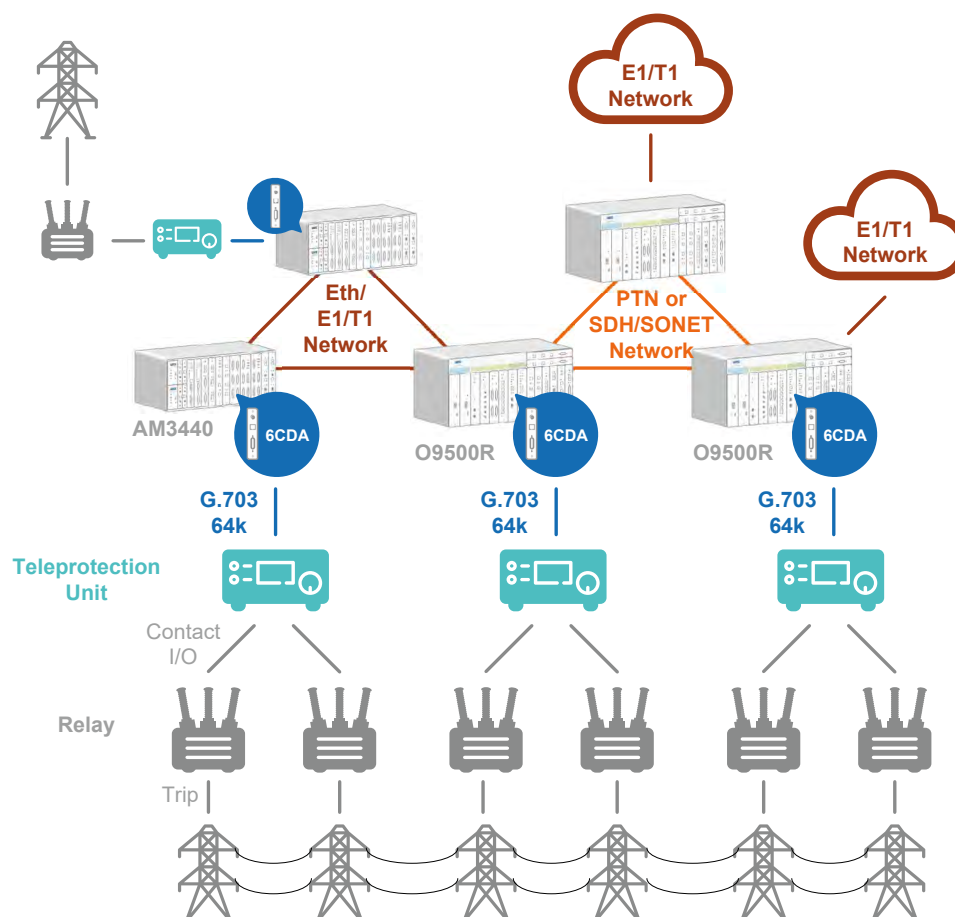 E1/T1
Network
E1/T1
Network
Eth/
E1/T1
Network
PTN or
SDH/SONET
Network
AM3440
6CDA
O9500R
6CDA
O9500R
6CDA
G.703
64k
G.703
64k
G.703
64k
Teleprotection
Unit
Contact
I/O
Relay
Trip